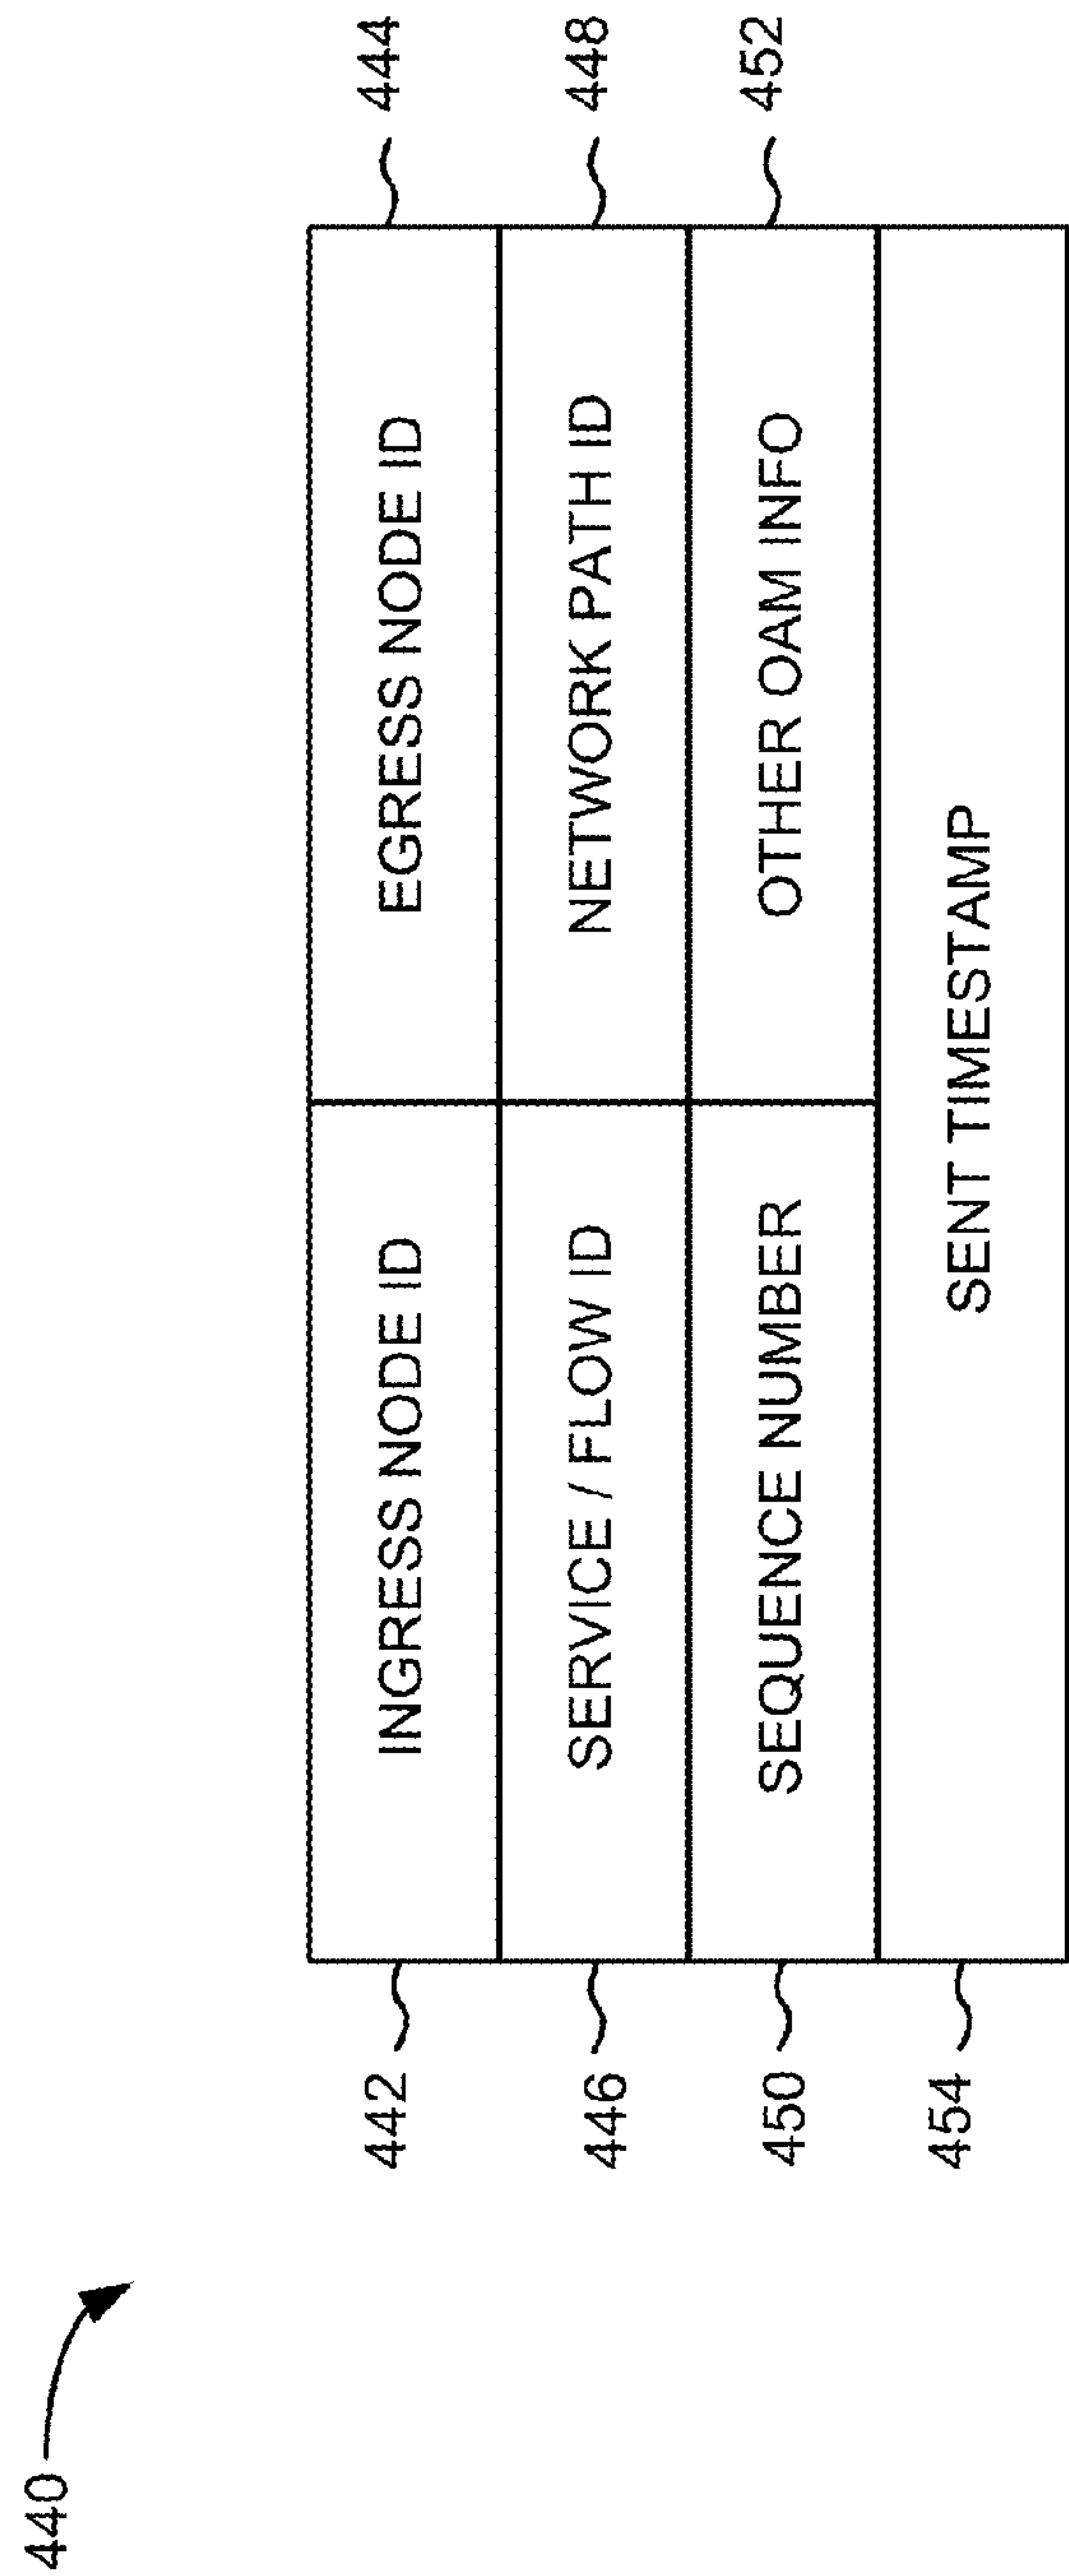 440
442 INGRESS NODE ID EGRESS NODE ID 444
446 SERVICE / FLOW ID NETWORK PATH ID 448
450 SEQUENCE NUMBER OTHER OAM INFO 452
454 SENT TIMESTAMP